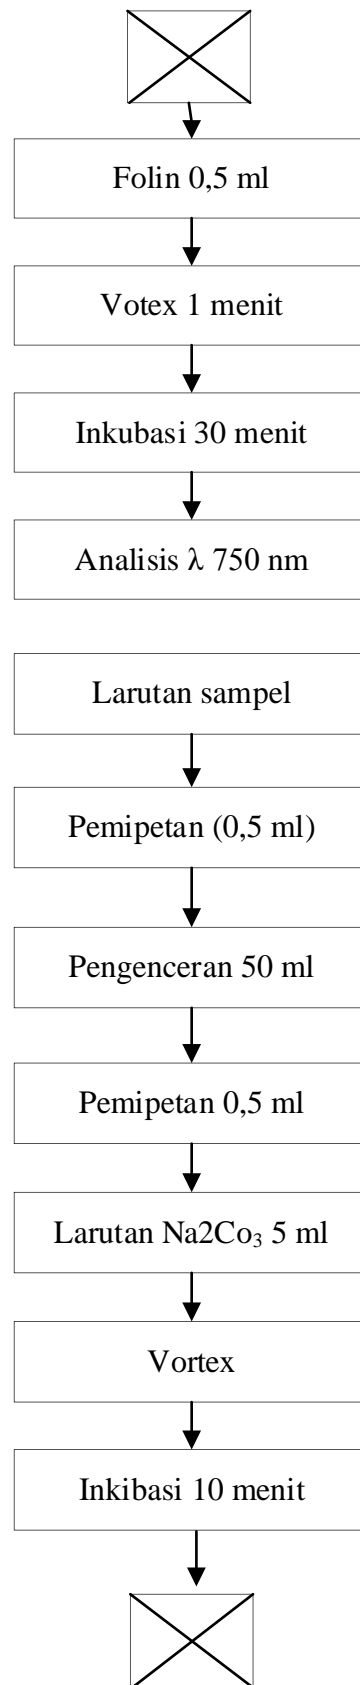 Folin 0,5 ml
Votex 1 menit
Inkubasi 30 menit
Analisis λ 750 nm
Larutan sampel
Pemipetan (0,5 ml)
Pengenceran 50 ml
Pemipetan 0,5 ml
Larutan Na2Co₃ 5 ml
Vortex
Inkibasi 10 menit